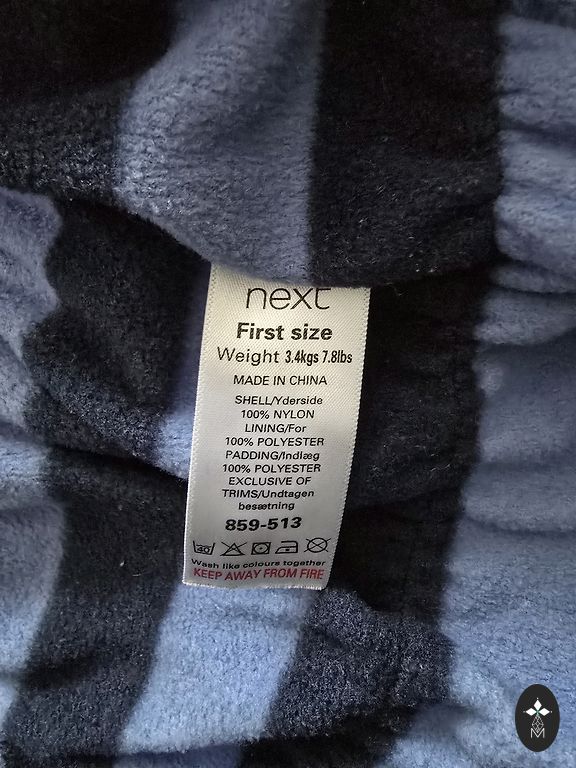 next
First size
Weight 3.4kgs 7.8lbs
MADE IN CHINA
SHELL/Yderside
100% NYLON
LINING/For
100% POLYESTER
PADDING/Indlæg
100% POLYESTER
EXCLUSIVE OF
TRIMS/Undtagen
besætning
859-513
40
Wash like colours together
KEEP AWAY FROM FIRE
M